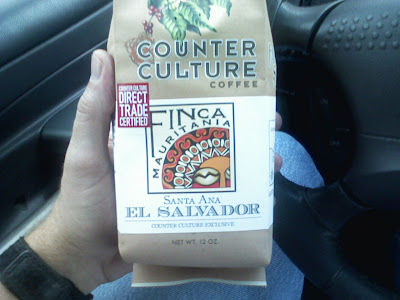 COUNTER
CULTURE
COFFEE
COUNTER CULTURE
DIRECT
TRADE
CERTIFIED
FINCA
MAURITANIA
SANTA ANA
EL SALVADOR
COUNTER CULTURE EXCLUSIVE
NET WT. 12 OZ.